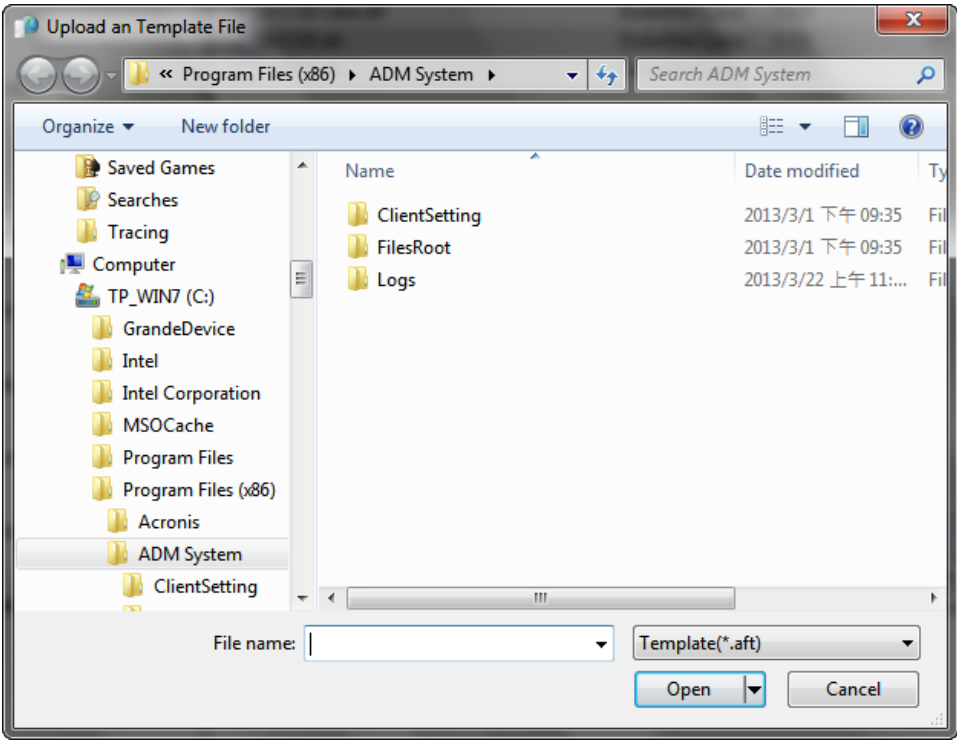 Upload an Template File
« Program Files (x86) ▸ ADM System ▸
Search ADM System
Organize
New folder
Saved Games
Searches
Tracing
Computer
TP_WIN7 (C:)
GrandeDevice
Intel
Intel Corporation
MSOCache
Program Files
Program Files (x86)
Acronis
ADM System
ClientSetting
Name Date modified Ty
ClientSetting 2013/3/1 下午 09:35 Fil
FilesRoot 2013/3/1 下午 09:35 Fil
Logs 2013/3/22 上午 11:... Fil
File name:
Template(*.aft)
Open
Cancel